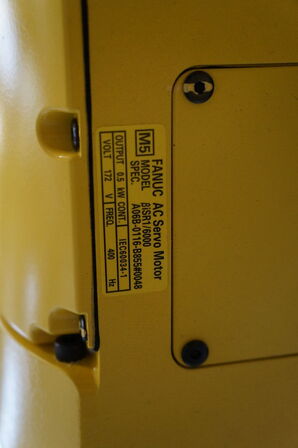 FANUC AC Servo Motor
M5 MODEL βiSR1/6000
SPEC. A06B-0116-B855#0048
OUTPUT 0.5 kW CONT. IEC60034-1
VOLT 172 V FREQ. 400 Hz